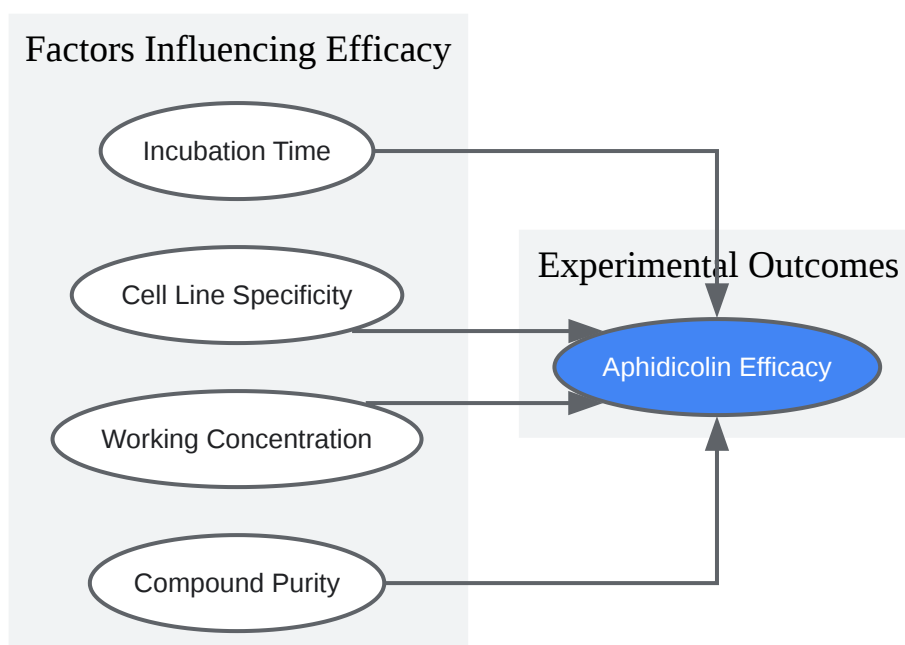 Factors Influencing Efficacy
Incubation Time
Cell Line Specificity
Working Concentration
Compound Purity
Experimental Outcomes
Aphidicolin Efficacy